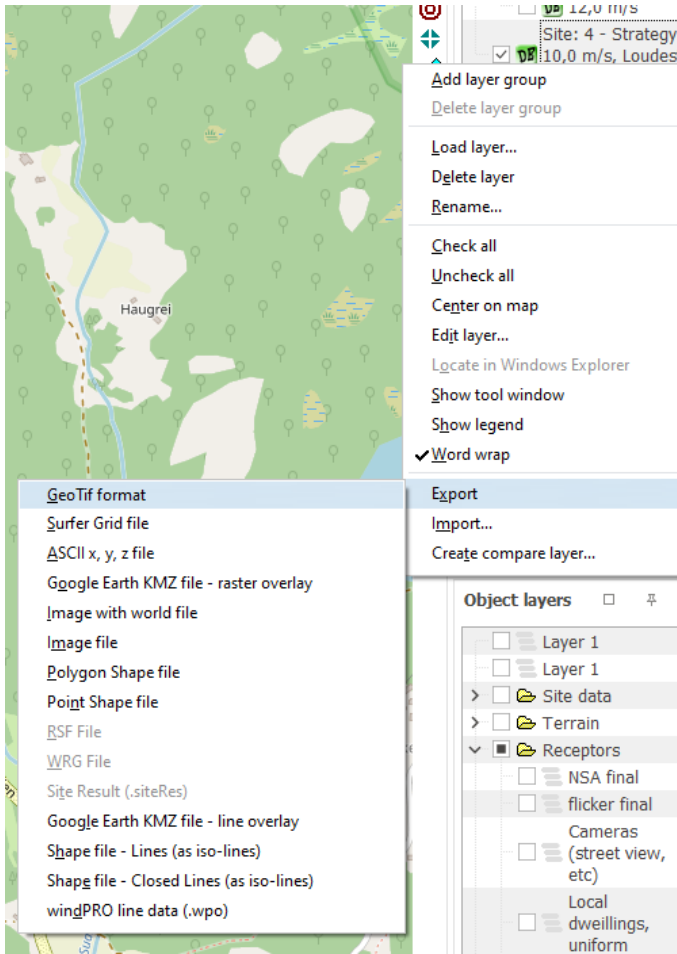 12,0 m/s
Site: 4 - Strategy
10,0 m/s, Loudes
Add layer group
Delete layer group
Load layer...
Delete layer
Rename...
Check all
Uncheck all
Center on map
Edit layer...
Locate in Windows Explorer
Show tool window
Show legend
Word wrap
Export
Import...
Create compare layer...
Haugrei
GeoTif format
Surfer Grid file
ASCII x, y, z file
Google Earth KMZ file - raster overlay
Image with world file
Image file
Polygon Shape file
Point Shape file
RSF File
WRG File
Site Result (.siteRes)
Google Earth KMZ file - line overlay
Shape file - Lines (as iso-lines)
Shape file - Closed Lines (as iso-lines)
windPRO line data (.wpo)
Object layers
Layer 1
Layer 1
Site data
Terrain
Receptors
NSA final
flicker final
Cameras
(street view,
etc)
Local
dweillings,
uniform